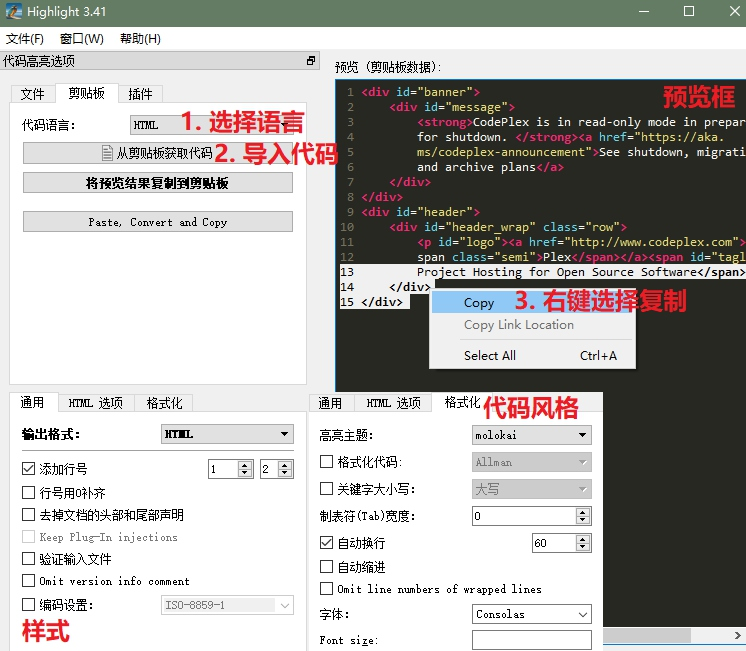 Highlight 3.41
文件(F) 窗口(W) 帮助(H)
代码高亮选项
文件 剪贴板 插件
代码语言: HTML 1. 选择语言
从剪贴板获取代码 2. 导入代码
将预览结果复制到剪贴板
Paste, Convert and Copy
预览 (剪贴板数据):
预览框
1 <div id="banner">
2 <div id="message">
3 <strong>CodePlex is in read-only mode in prepar
4 for shutdown. </strong><a href="https://aka.
5 ms/codeplex-announcement">See shutdown, migrati
6 and archive plans</a>
7 </div>
8 </div>
9 <div id="header">
10 <div id="header_wrap" class="row">
11 <p id="logo"><a href="http://www.codeplex.com">
12 span class="semi">Plex</span></a><span id="tagl
13 Project Hosting for Open Source Software</span>
14 </div>
15 </div>
Copy 3. 右键选择复制
Copy Link Location
Select All Ctrl+A
通用 HTML 选项 格式化
输出格式: HTML
添加行号 1 2
行号用0补齐
去掉文档的头部和尾部声明
Keep Plug-In injections
验证输入文件
Omit version info comment
编码设置: ISO-8859-1
样式
通用 HTML 选项 格式化 代码风格
高亮主题: molokai
格式化代码: Allman
关键字大小写: 大写
制表符(Tab)宽度: 0
自动换行 60
自动缩进
Omit line numbers of wrapped lines
字体: Consolas
Font size: